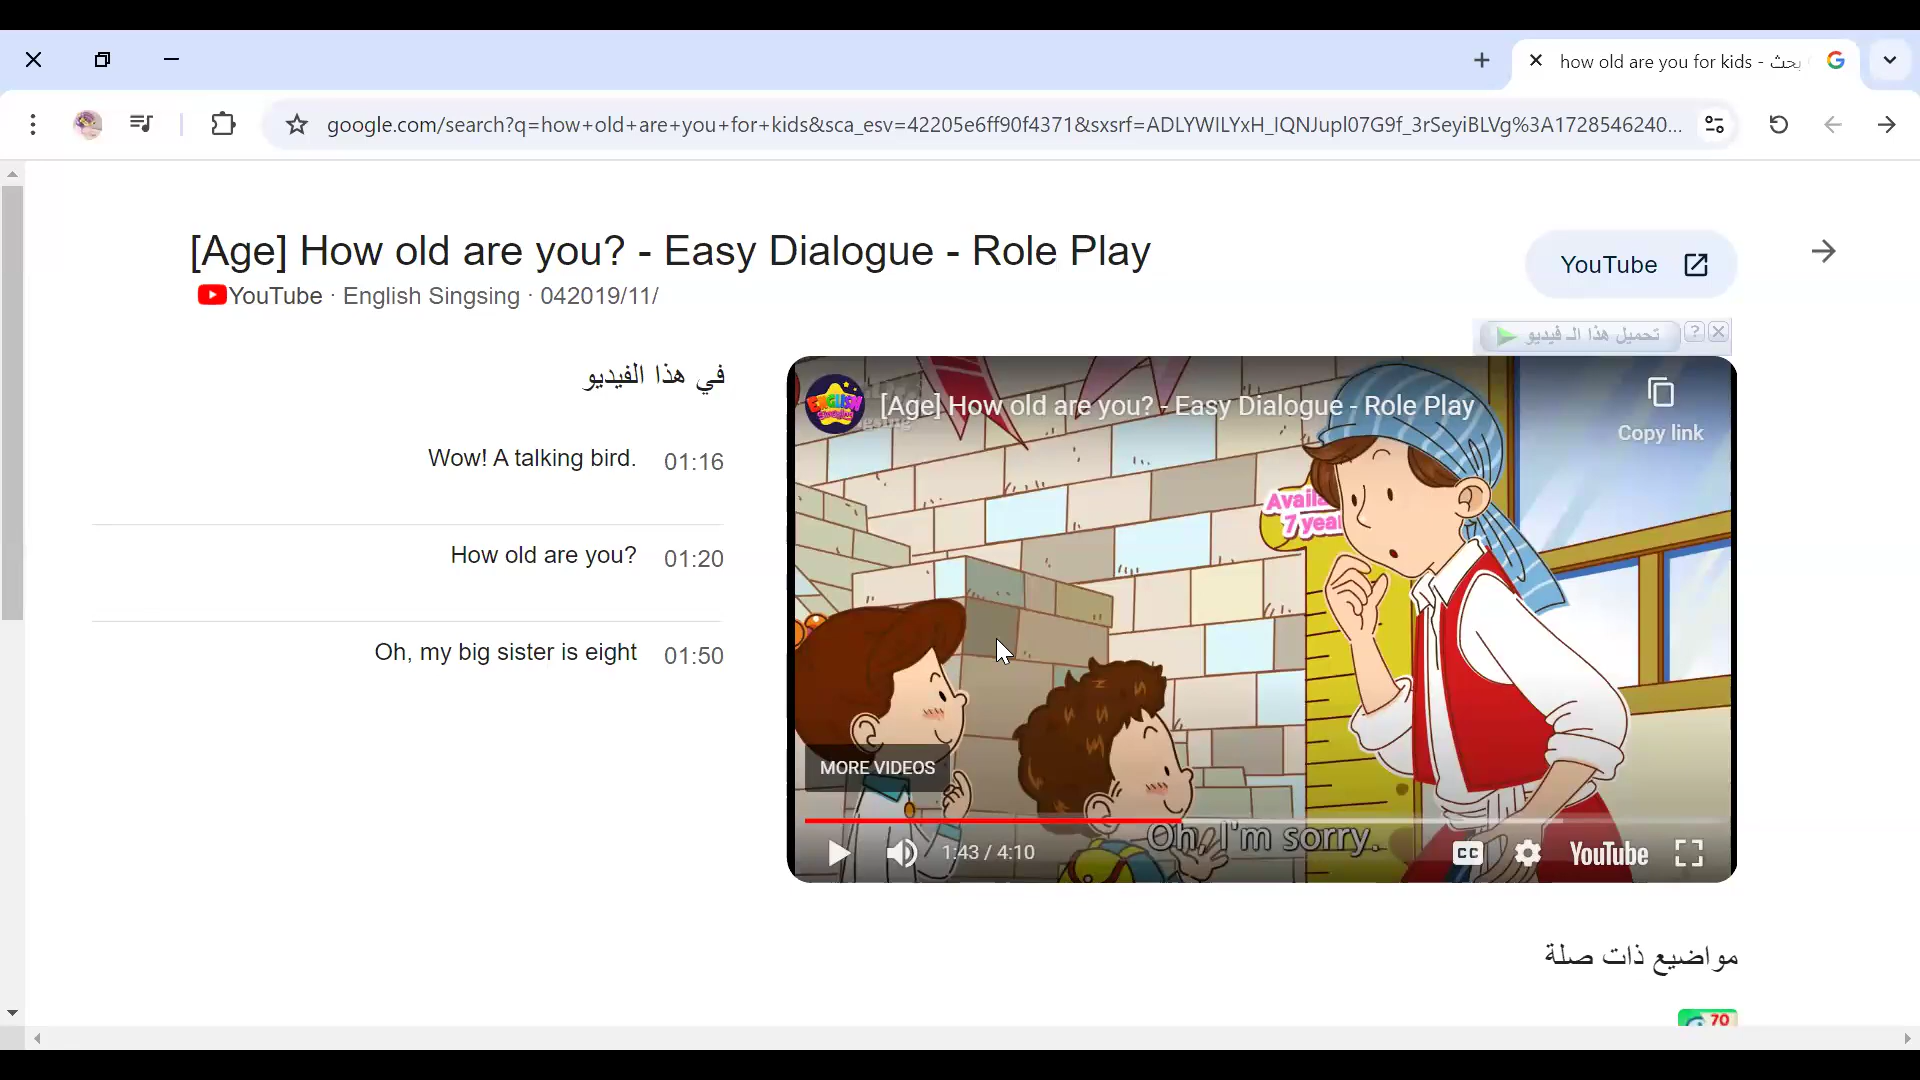 how old are you for kids - بحث
google.com/search?q=how+old+are+you+for+kids&sca_esv=42205e6ff90f4371&sxsrf=ADLYWILYxH_IQNJupl07G9f_3rSeyiBLVg%3A1728546240...
[Age] How old are you? - Easy Dialogue - Role Play
YouTube
YouTube · English Singsing · 042019/11/
تحميل هذا الـ فيديو
في هذا الفيديو
Wow! A talking bird. 01:16
How old are you? 01:20
Oh, my big sister is eight 01:50
ENGLISH
[Age] How old are you? - Easy Dialogue - Role Play
Copy link
7
MORE VIDEOS
Oh, I'm sorry.
1:43 / 4:10
CC
YouTube
مواضيع ذات صلة
70